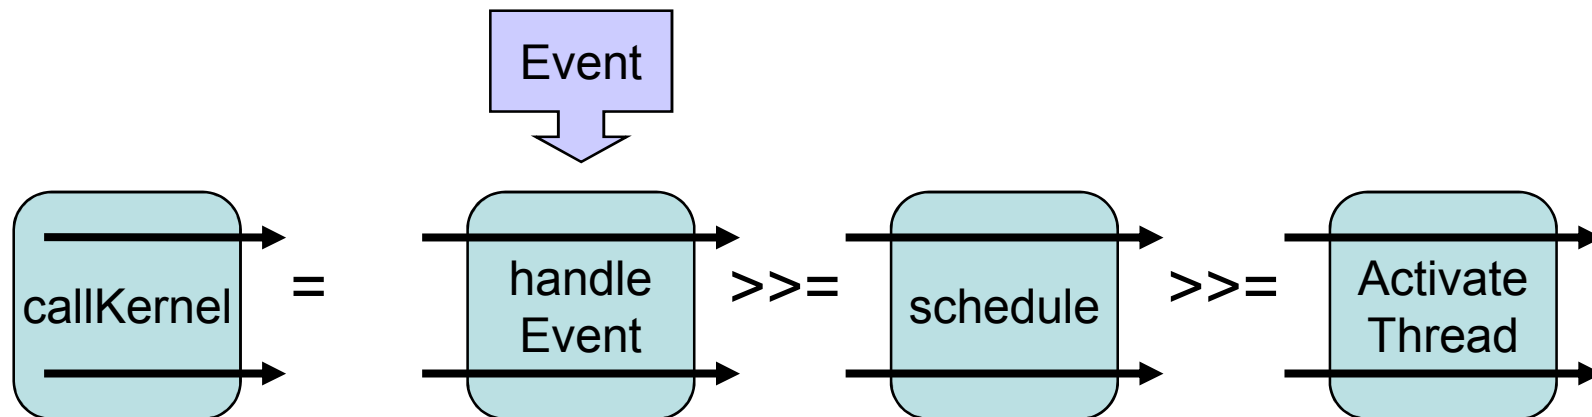 Event
callKernel
=
handle
Event
>>=
schedule
>>=
Activate
Thread